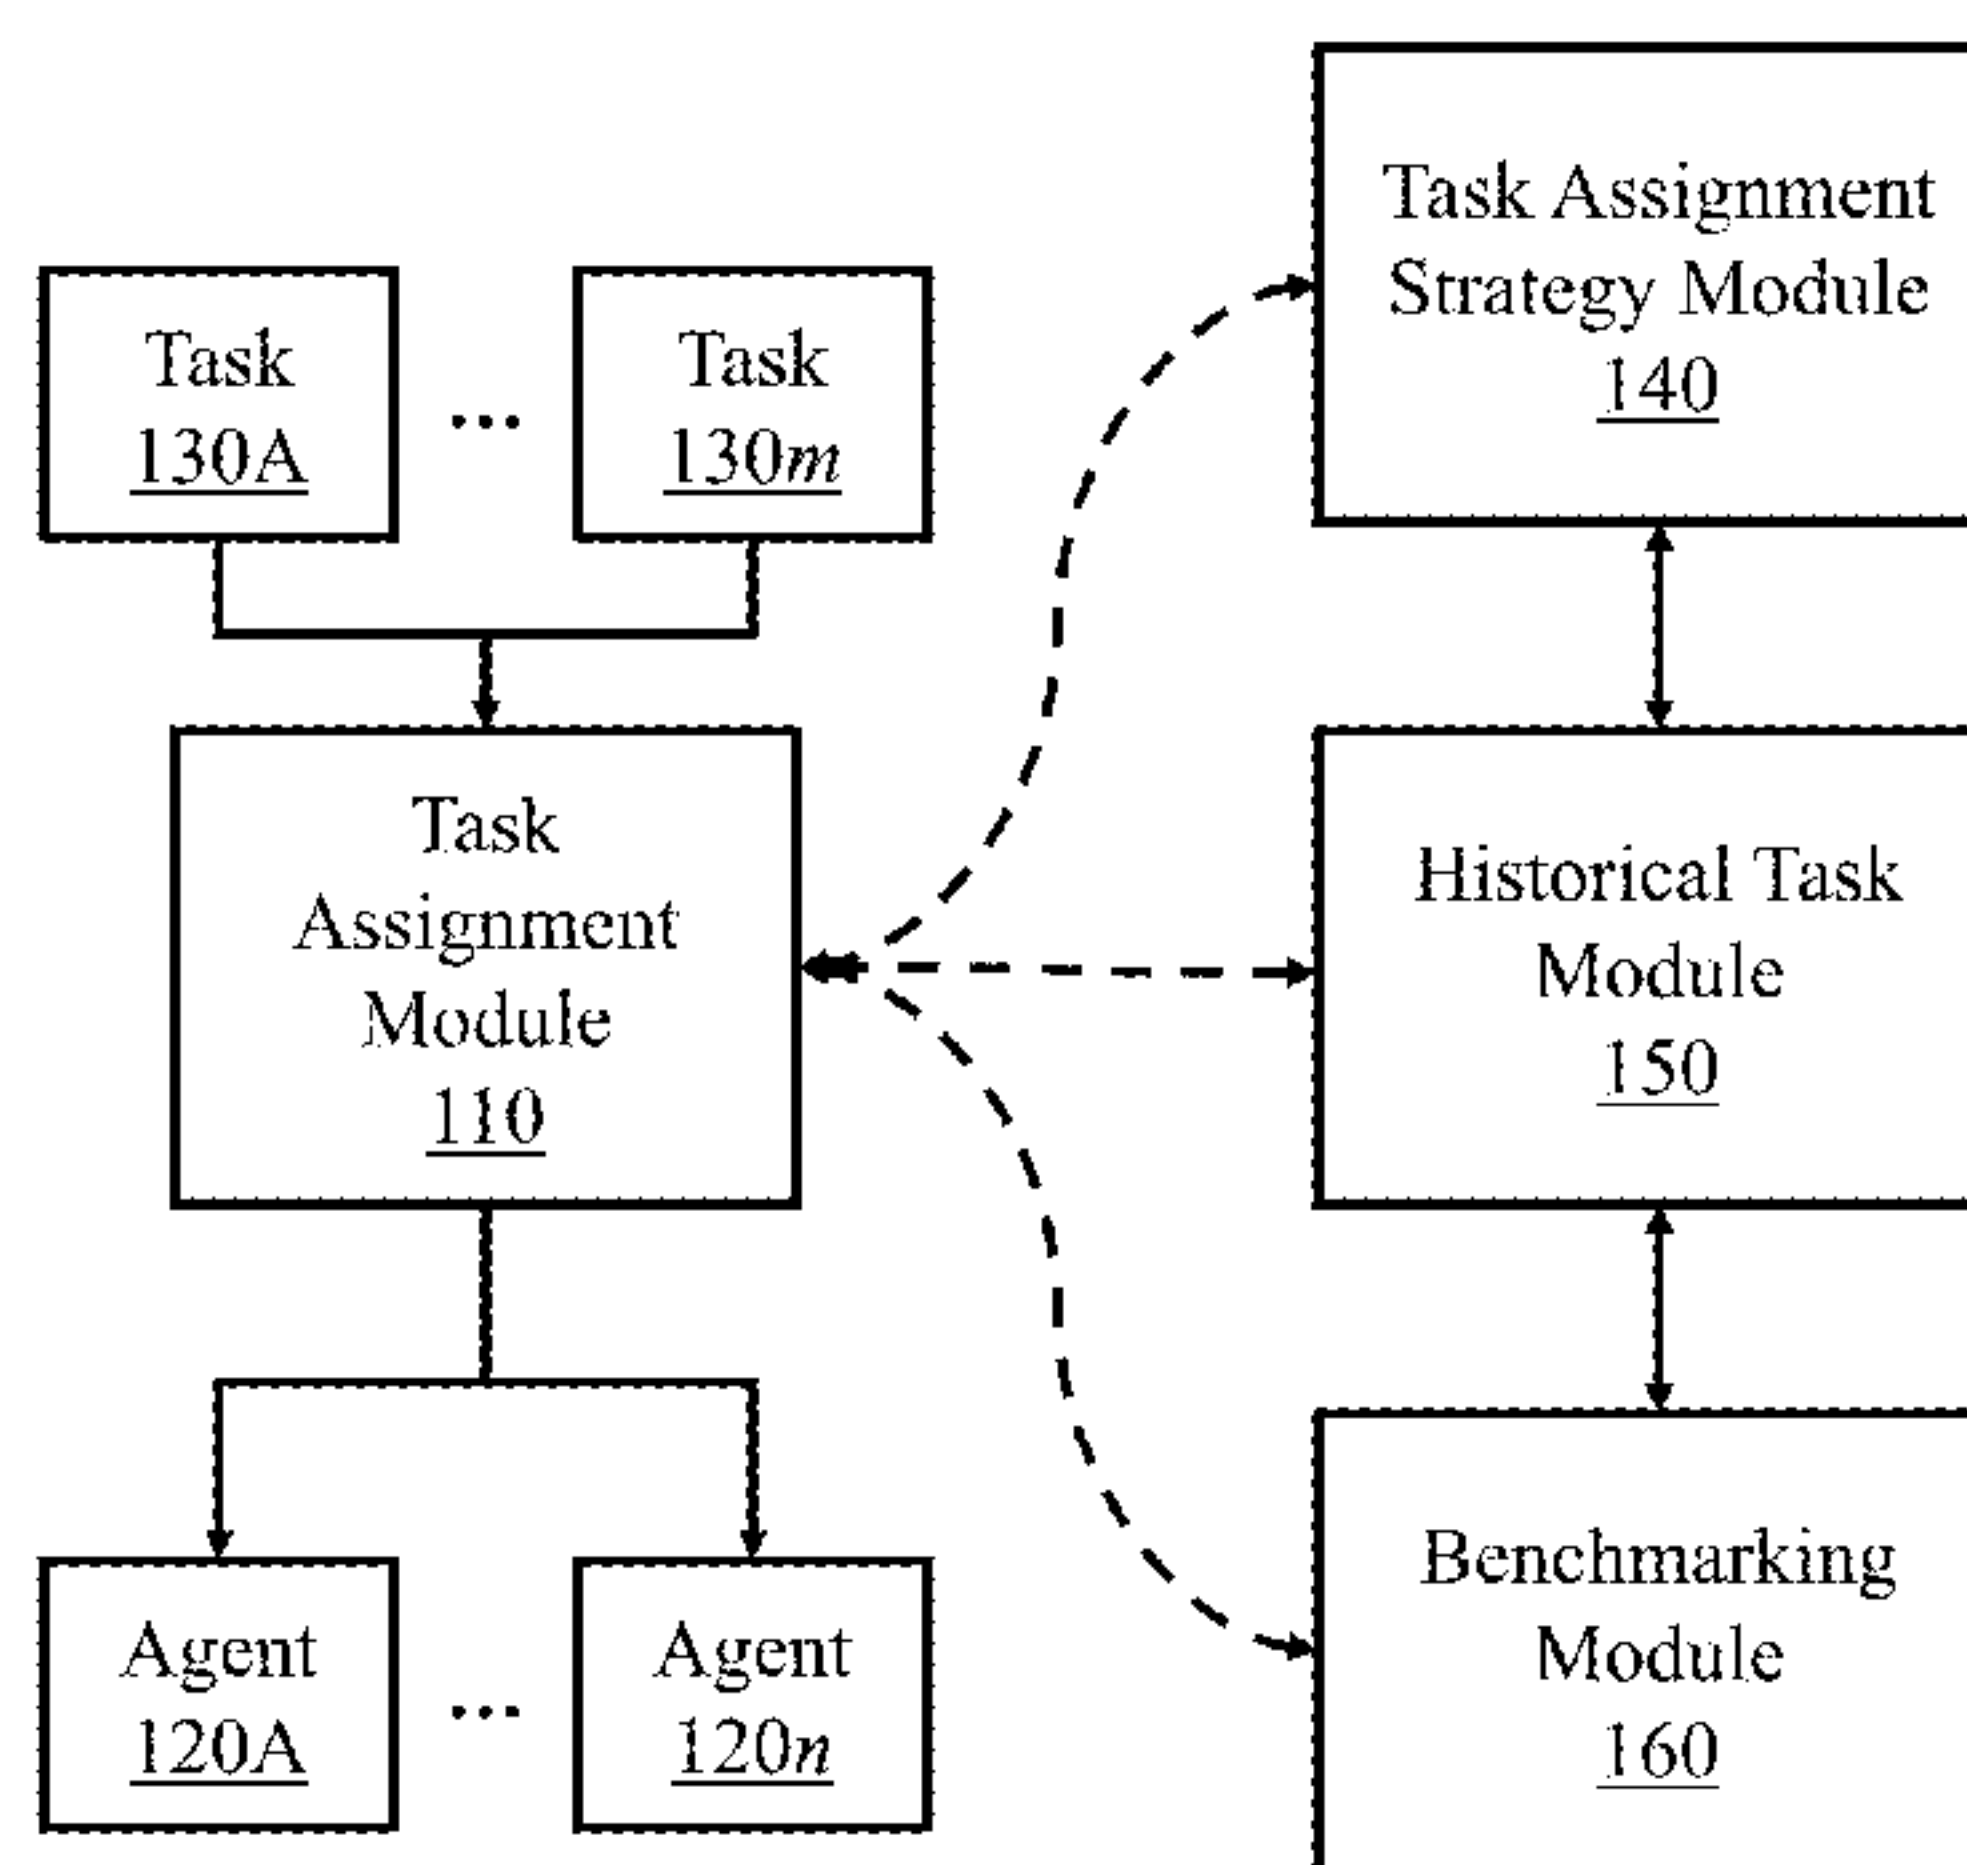 Task Assignment
Strategy Module
140
Task
130A
...
Task
130m
Task
Assignment
Module
110
Historical Task
Module
150
Agent
120A
...
Agent
120n
Benchmarking
Module
160